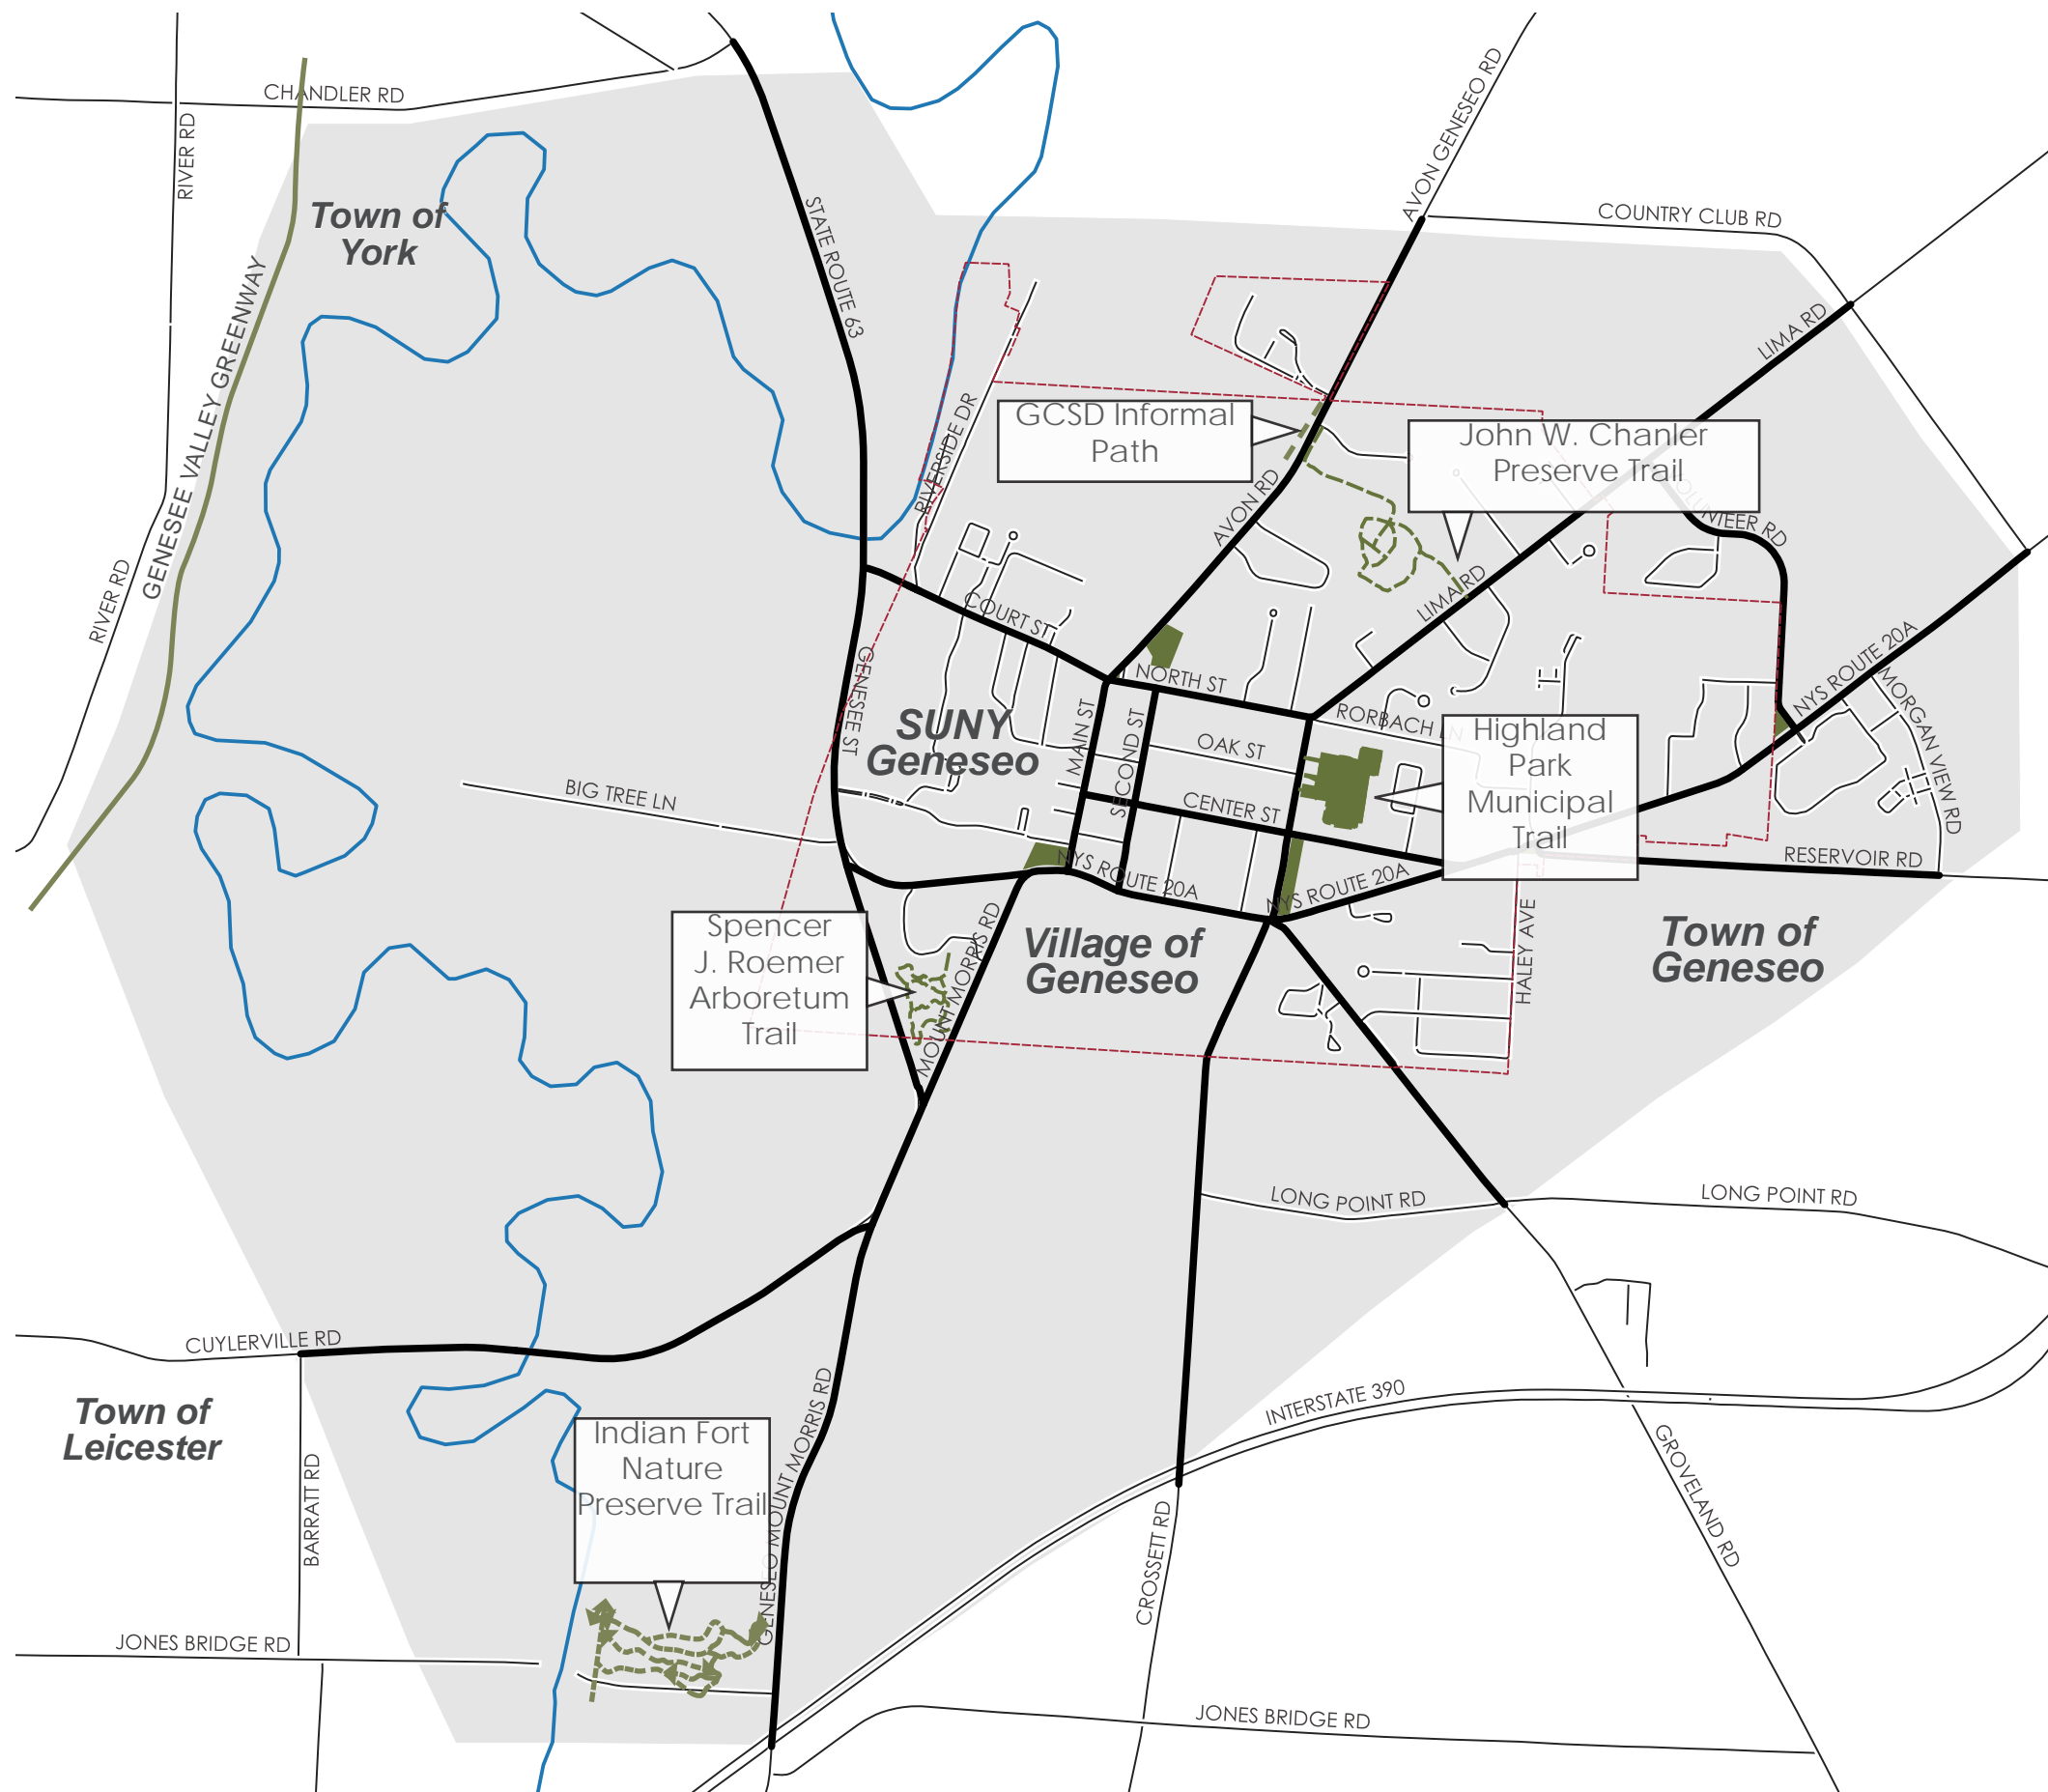 CHANDLER RD
RIVER RD
Town of
York
STATE ROUTE 63
AVON GENESEO RD
COUNTRY CLUB RD
GENESEE VALLEY GREENWAY
LIMA RD
RIVERSIDE DR
GCSD Informal
Path
John W. Chanler
Preserve Trail
AVON RD
RIVER RD
COURT ST
LIMA RD
NYS ROUTE 20A
GENESEE ST
NORTH ST
MORGAN VIEW RD
SUNY
Geneseo
MAIN ST
SECOND ST
OAK ST
RORBACH LN
Highland
Park
Municipal
Trail
BIG TREE LN
CENTER ST
NYS ROUTE 20A
NYS ROUTE 20A
RESERVOIR RD
Spencer
J. Roemer
Arboretum
Trail
MOUNT MORRIS RD
Village of
Geneseo
HALEY AVE
Town of
Geneseo
LONG POINT RD
LONG POINT RD
CUYLERVILLE RD
Town of
Leicester
BARRATT RD
Indian Fort
Nature
Preserve Trail
GENESEO MOUNT MORRIS RD
INTERSTATE 390
CROSSETT RD
GROVELAND RD
JONES BRIDGE RD
JONES BRIDGE RD